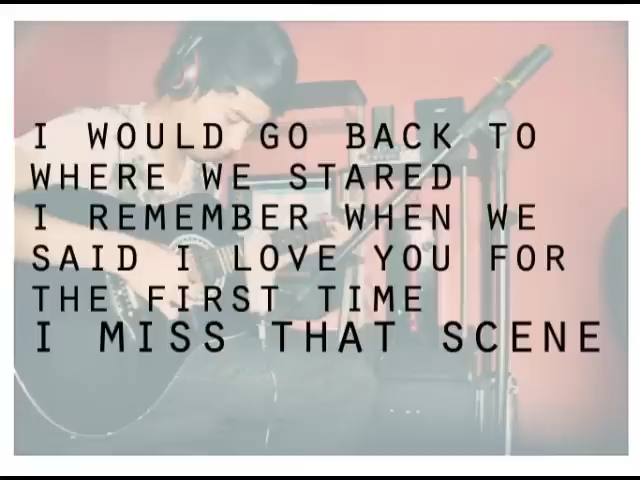 I WOULD GO BACK TO
WHERE WE STARED
I REMEMBER WHEN WE
SAID I LOVE YOU FOR
THE FIRST TIME
I MISS THAT SCENE